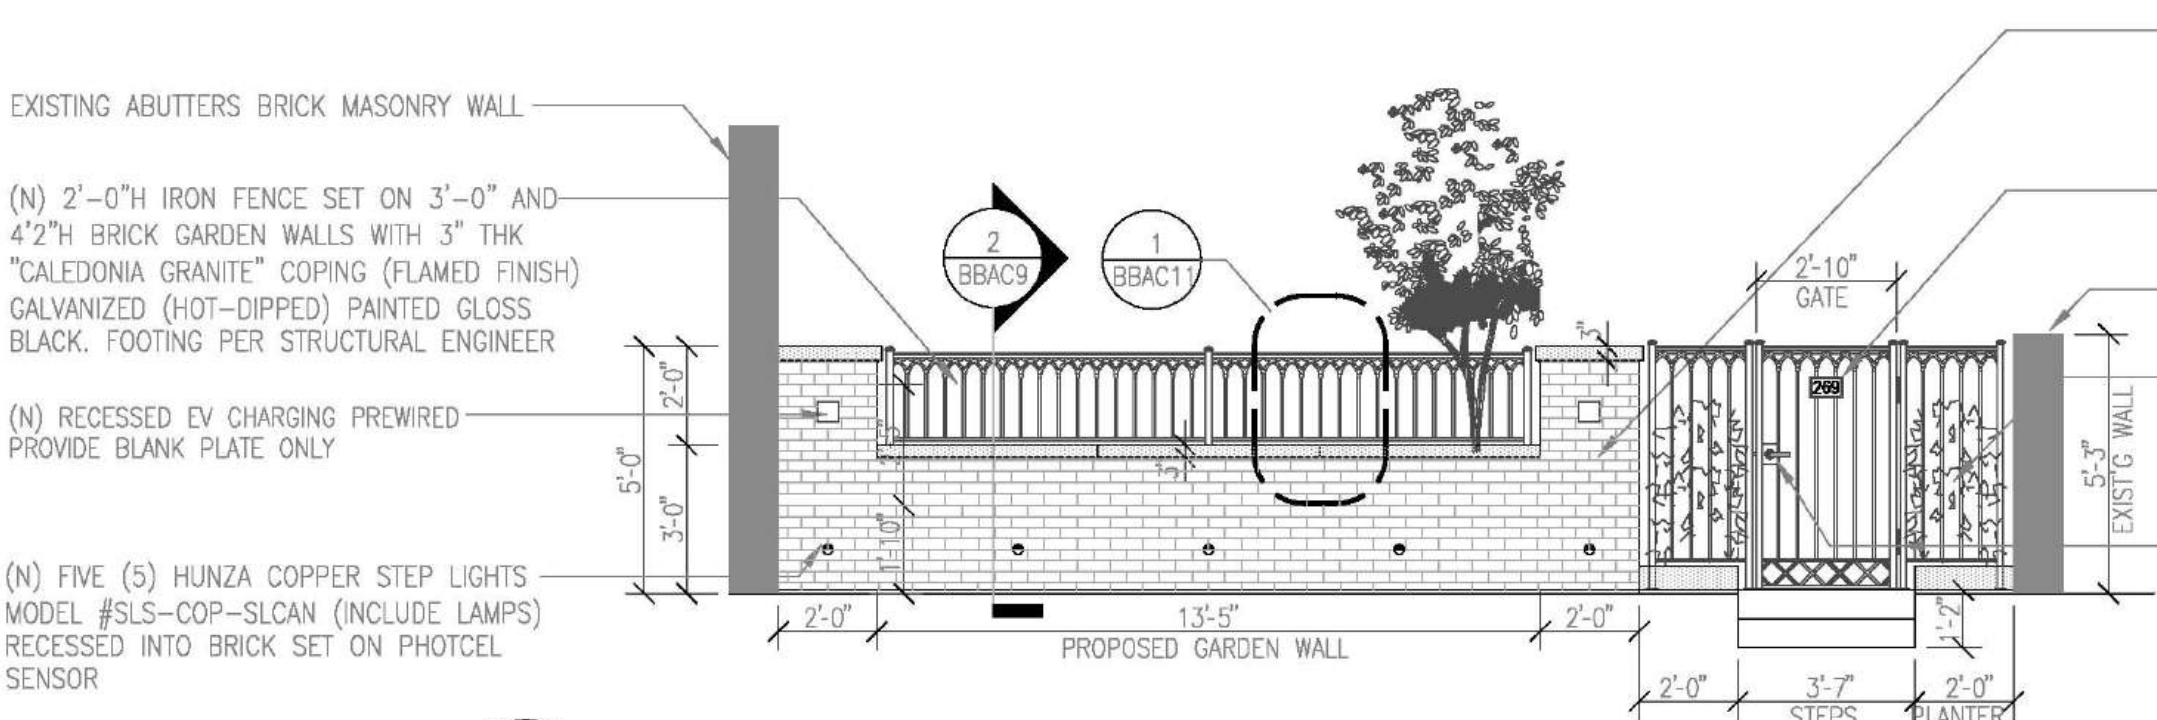 EXISTING ABUTTERS BRICK MASONRY WALL
(N) 2'-0"H IRON FENCE SET ON 3'-0" AND
4'2"H BRICK GARDEN WALLS WITH 3" THK
"CALEDONIA GRANITE" COPING (FLAMED FINISH)
GALVANIZED (HOT-DIPPED) PAINTED GLOSS
BLACK. FOOTING PER STRUCTURAL ENGINEER
(N) RECESSED EV CHARGING PREWIRED
PROVIDE BLANK PLATE ONLY
(N) FIVE (5) HUNZA COPPER STEP LIGHTS
MODEL #SLS-COP-SLCAN (INCLUDE LAMPS)
RECESSED INTO BRICK SET ON PHOTCEL
SENSOR
5'-0"
2'-0"
3'-0"
2
BBAC9
1
BBAC11
3"
3"
1'-10"
2'-10"
GATE
269
5'-3"
EXIST'G WALL
1'-2"
2'-0"
13'-5"
PROPOSED GARDEN WALL
2'-0"
2'-0"
3'-7"
STEPS
2'-0"
PLANTER